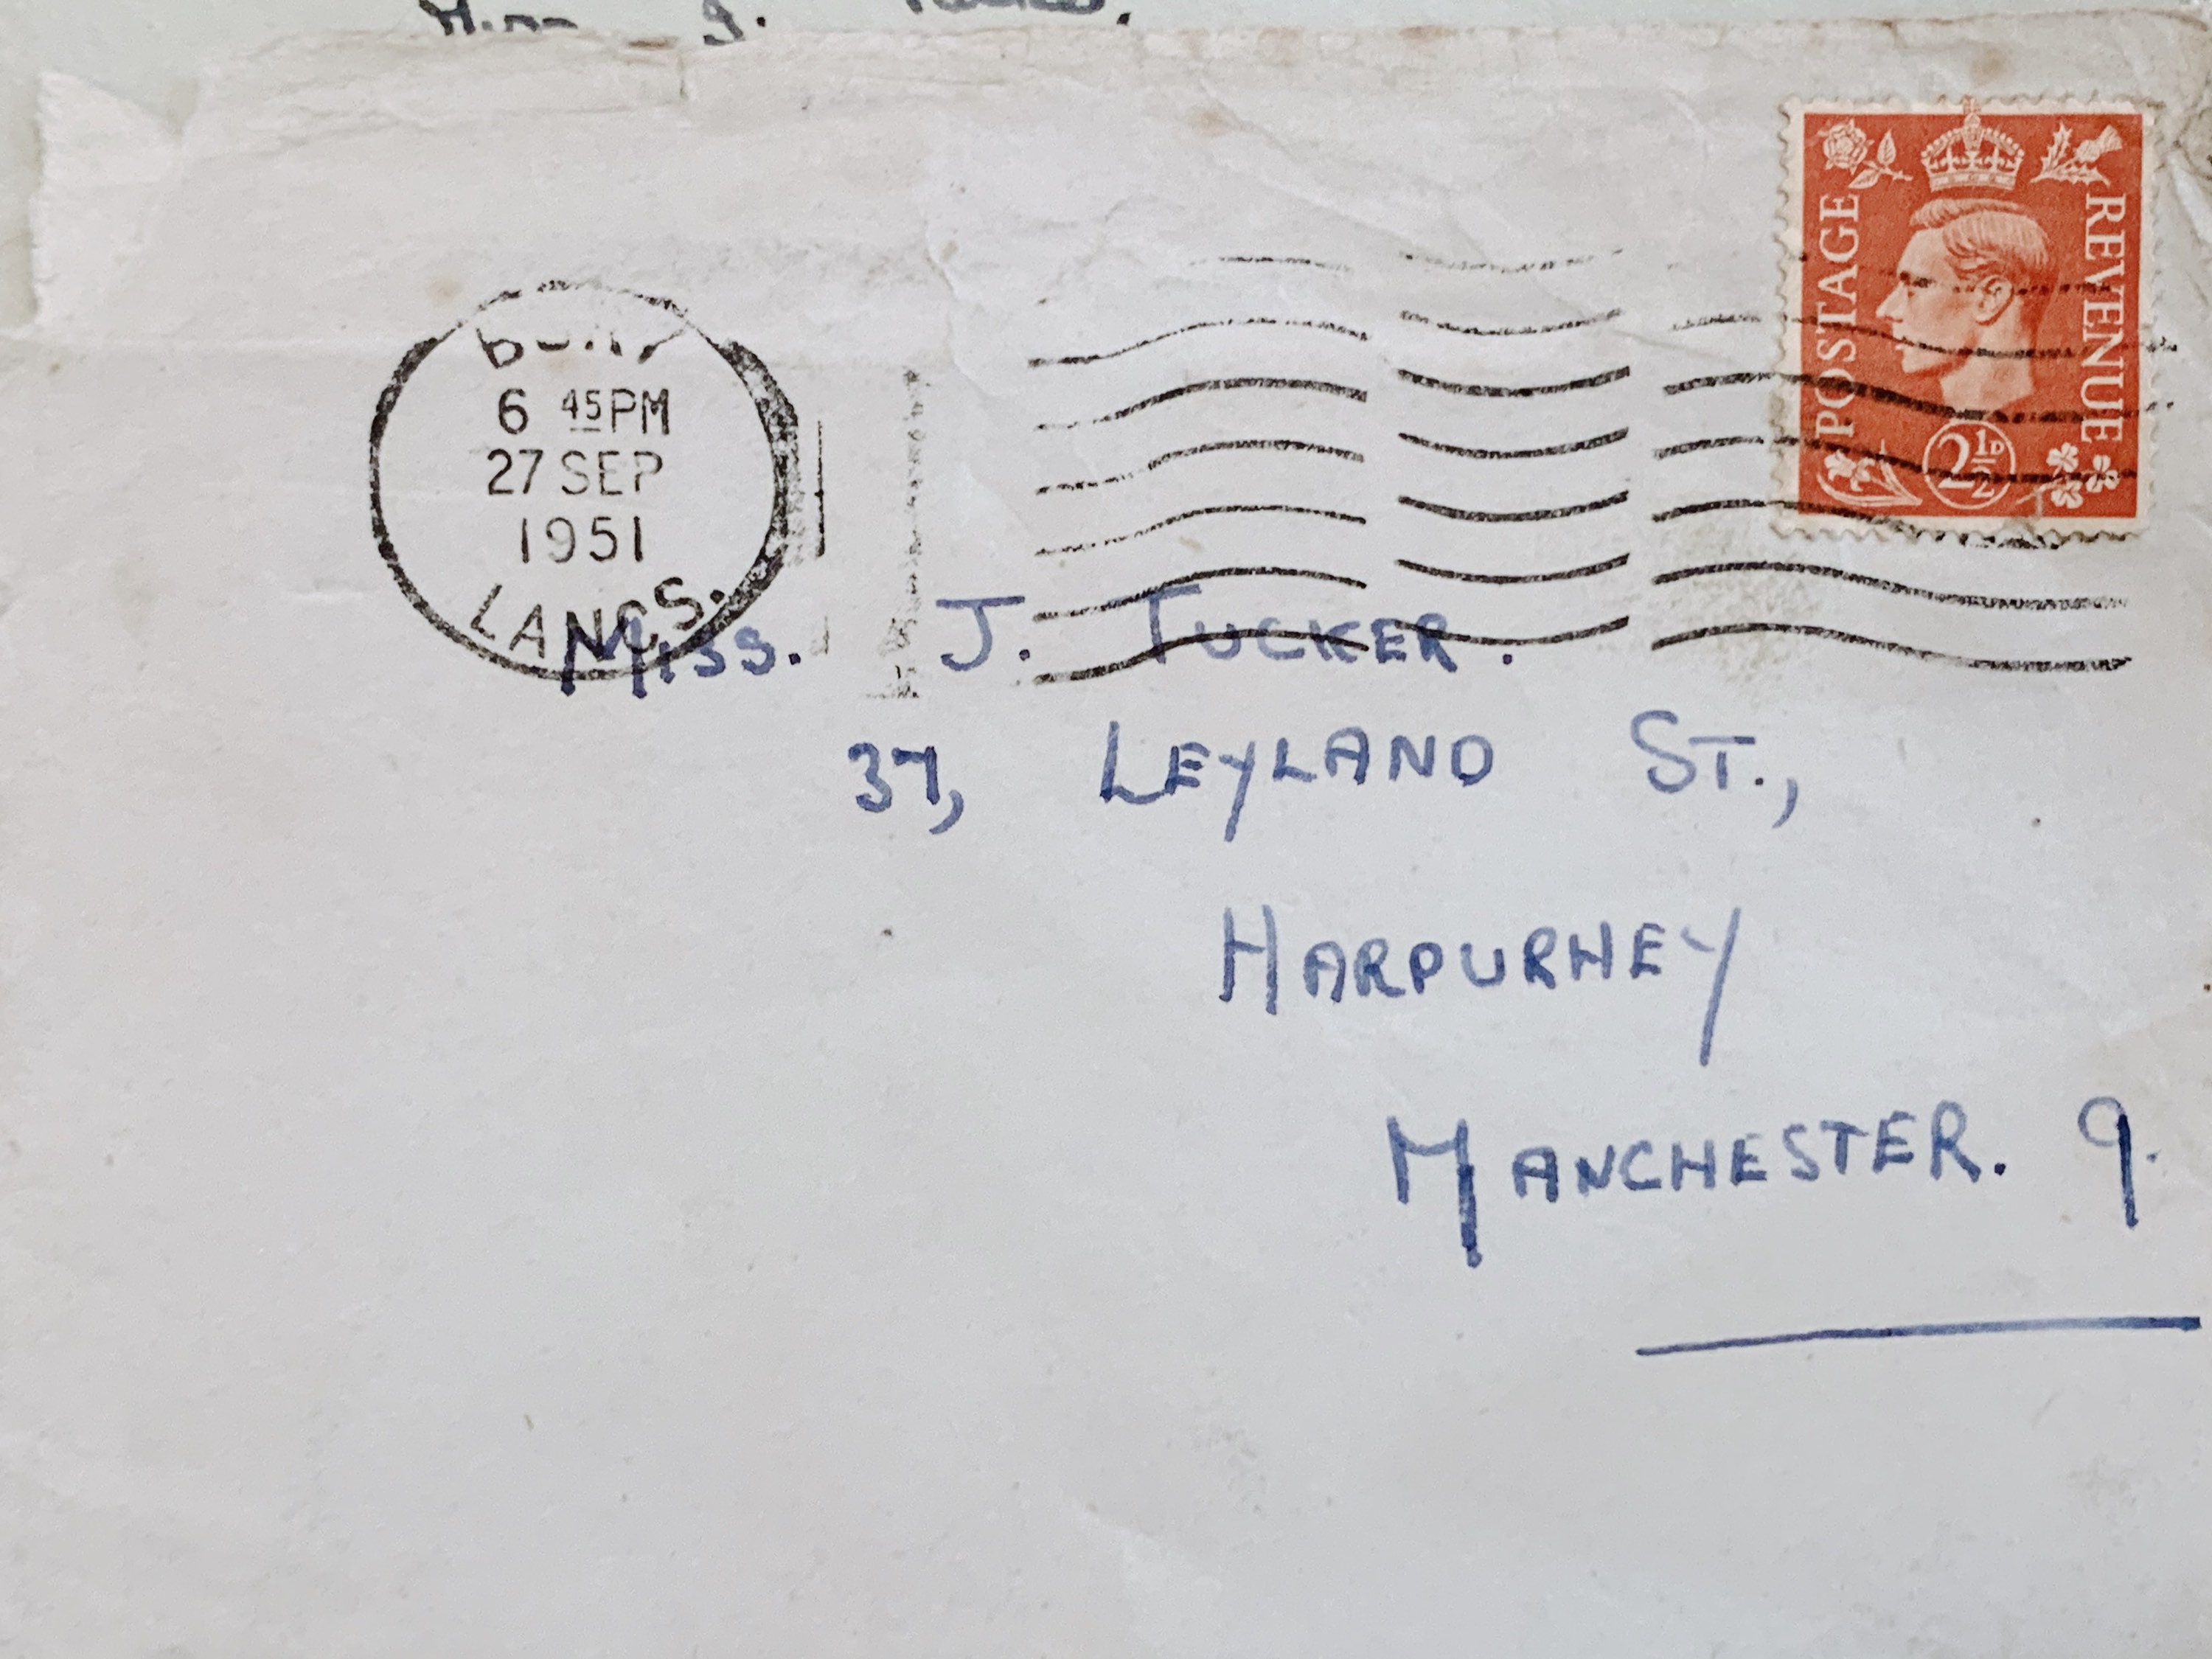 J.
POSTAGE
REVENUE
2½D
6 45PM
27 SEP
1951
LANCS.
MISS. J. TUCKER.
37, LEYLAND ST.,
HARPURHEY
MANCHESTER. 9.